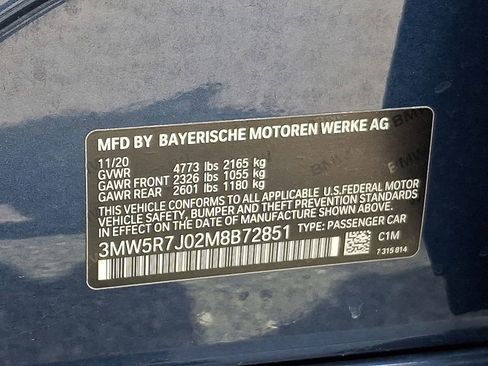 MFD BY BAYERISCHE MOTOREN WERKE AG
11/20
GVWR 4773 lbs 2165 kg
GAWR FRONT 2326 lbs 1055 kg
GAWR REAR 2601 lbs 1180 kg
THIS VEHICLE CONFORMS TO ALL APPLICABLE U.S.FEDERAL MOTOR
VEHICLE SAFETY, BUMPER, AND THEFT PREVENTION STANDARDS
IN EFFECT ON THE DATE OF MANUFACTURE SHOWN ABOVE.
3MW5R7J02M8B72851 TYPE: PASSENGER CAR
C1M
7 315 814